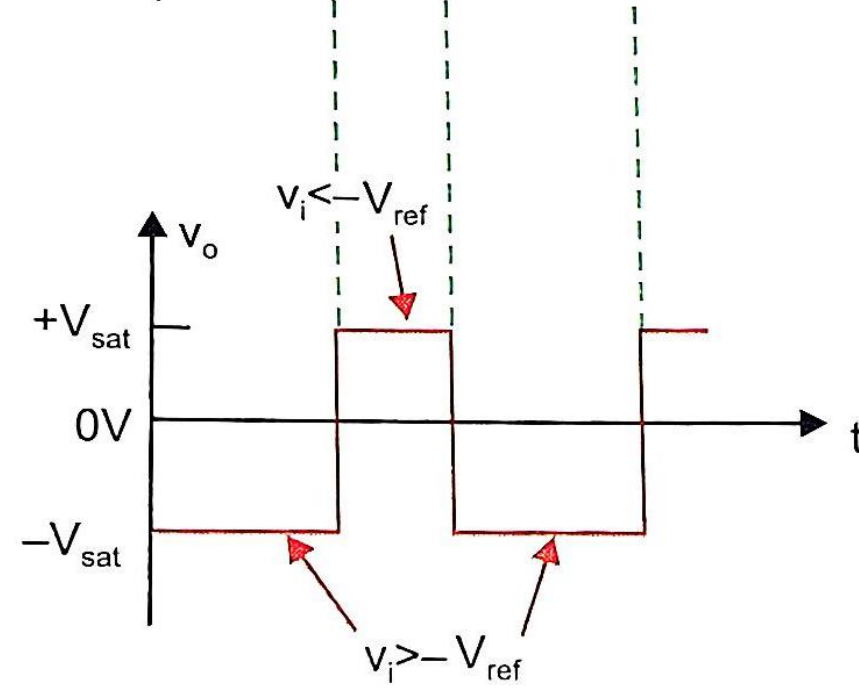 vi<–Vref
vo
+Vsat
0V
t
–Vsat
vi>– Vref